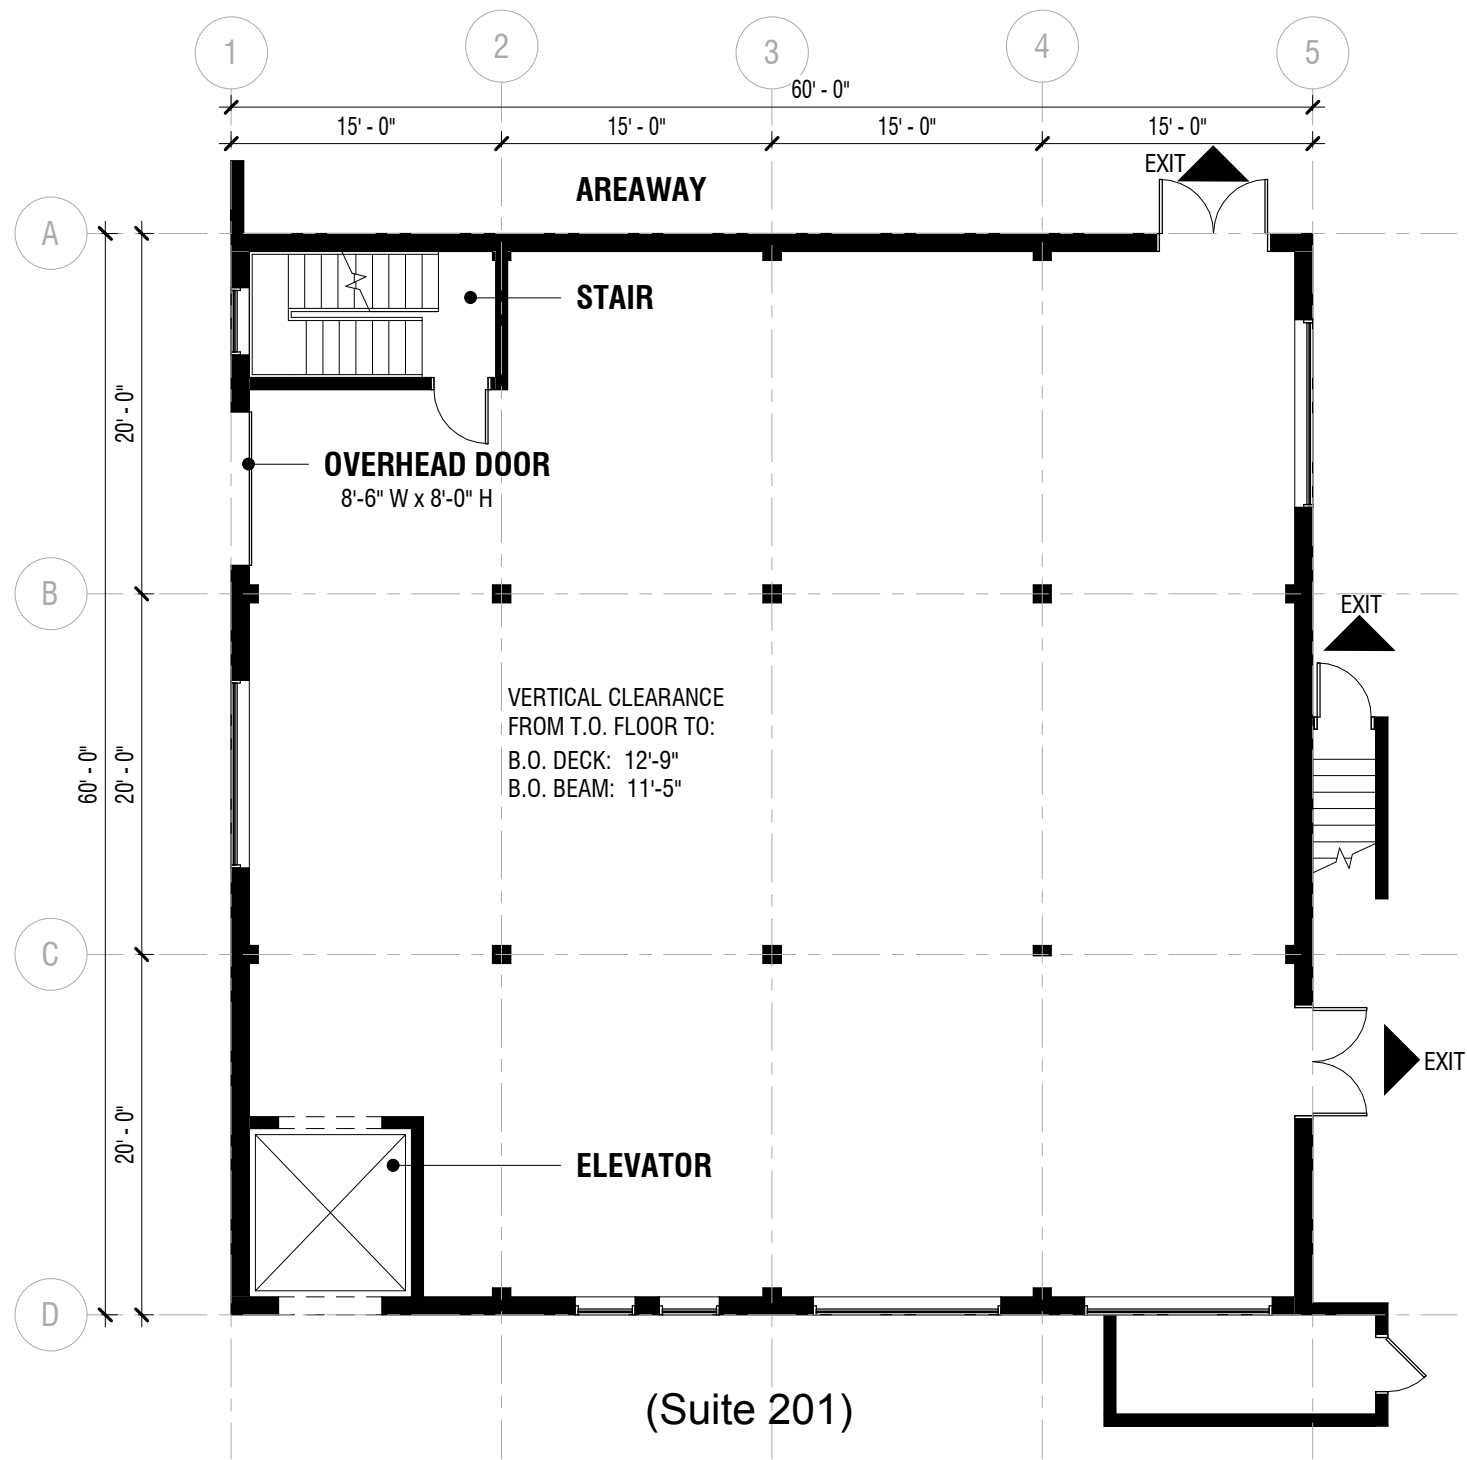 1
2
3
4
5
60' - 0"
15' - 0"
15' - 0"
15' - 0"
15' - 0"
EXIT
AREAWAY
A
STAIR
20' - 0"
OVERHEAD DOOR
8'-6" W x 8'-0" H
B
EXIT
VERTICAL CLEARANCE
FROM T.O. FLOOR TO:
B.O. DECK: 12'-9"
B.O. BEAM: 11'-5"
60' - 0"
20' - 0"
C
EXIT
20' - 0"
ELEVATOR
D
(Suite 201)